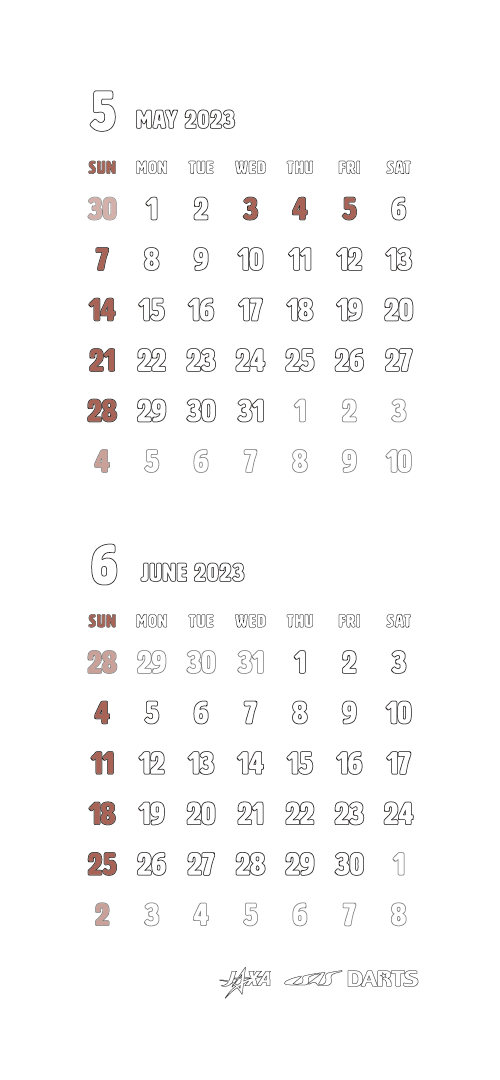 5 MAY 2023
SUN MON TUE WED THU FRI SAT
30 1 2 3 4 5 6
7 8 9 10 11 12 13
14 15 16 17 18 19 20
21 22 23 24 25 26 27
28 29 30 31 1 2 3
4 5 6 7 8 9 10
6 JUNE 2023
SUN MON TUE WED THU FRI SAT
28 29 30 31 1 2 3
4 5 6 7 8 9 10
11 12 13 14 15 16 17
18 19 20 21 22 23 24
25 26 27 28 29 30 1
2 3 4 5 6 7 8
JAXA ISAS DARTS